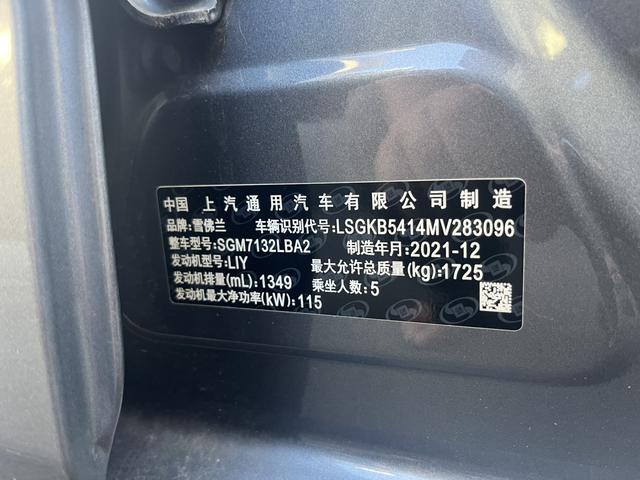 中国 上汽通用汽车有限公司制造
品牌:雪佛兰 车辆识别代号:LSGKB5414MV283096
整车型号:SGM7132LBA2 制造年月:2021-12
发动机型号:LIY 最大允许总质量(kg):1725
发动机排量(mL):1349 乘坐人数:5
发动机最大净功率(kW):115